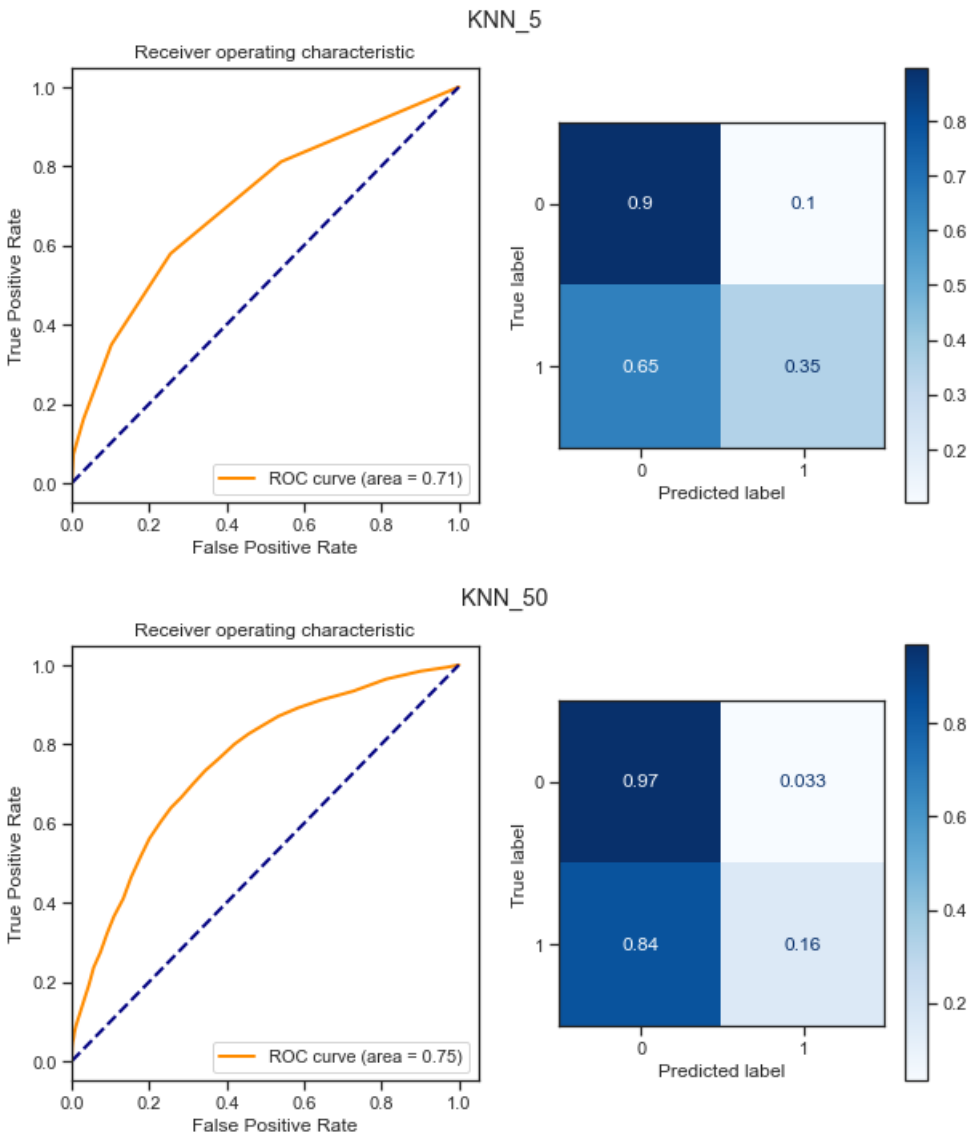 KNN_5
Receiver operating characteristic
True Positive Rate
1.0
0.8
0.6
0.4
0.2
0.0
ROC curve (area = 0.71)
0.0 0.2 0.4 0.6 0.8 1.0
False Positive Rate
True label
0
0.9 0.1
1
0.65 0.35
0 1
Predicted label
0.8
0.7
0.6
0.5
0.4
0.3
0.2
KNN_50
Receiver operating characteristic
True Positive Rate
1.0
0.8
0.6
0.4
0.2
0.0
ROC curve (area = 0.75)
0.0 0.2 0.4 0.6 0.8 1.0
False Positive Rate
True label
0
0.97 0.033
1
0.84 0.16
0 1
Predicted label
0.8
0.6
0.4
0.2